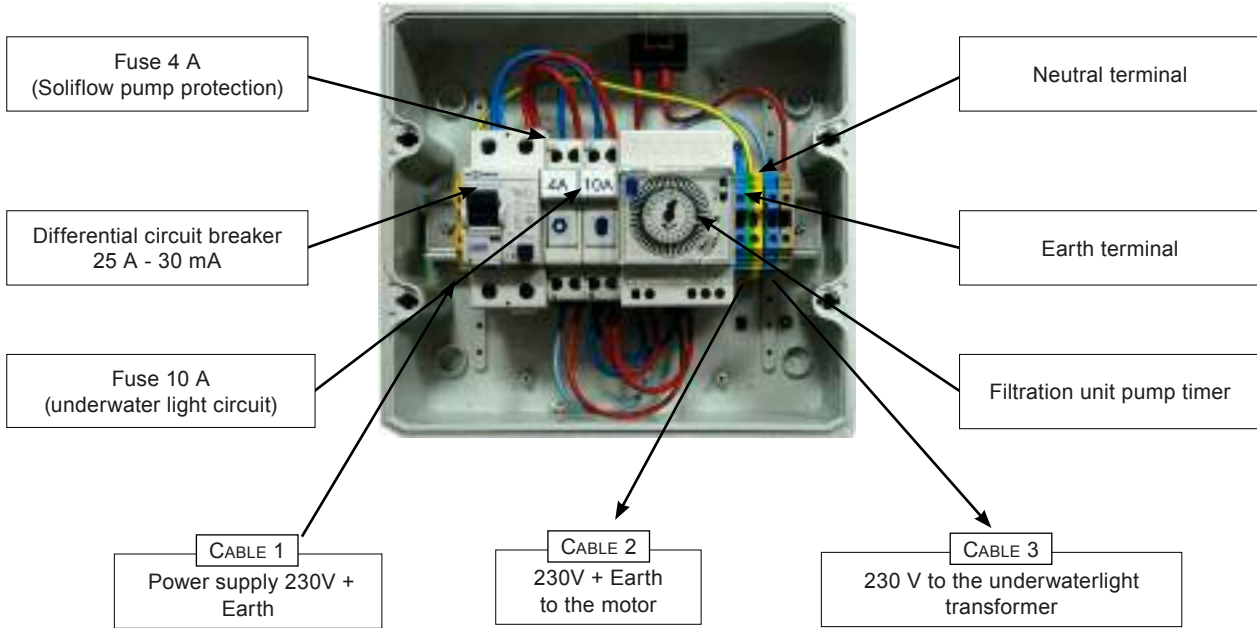 Fuse 4 A
(Soliflow pump protection)
Neutral terminal
4A
10A
Differential circuit breaker
25 A - 30 mA
Earth terminal
Fuse 10 A
(underwater light circuit)
Filtration unit pump timer
CABLE 1
Power supply 230V +
Earth
CABLE 2
230V + Earth
to the motor
CABLE 3
230 V to the underwaterlight
transformer